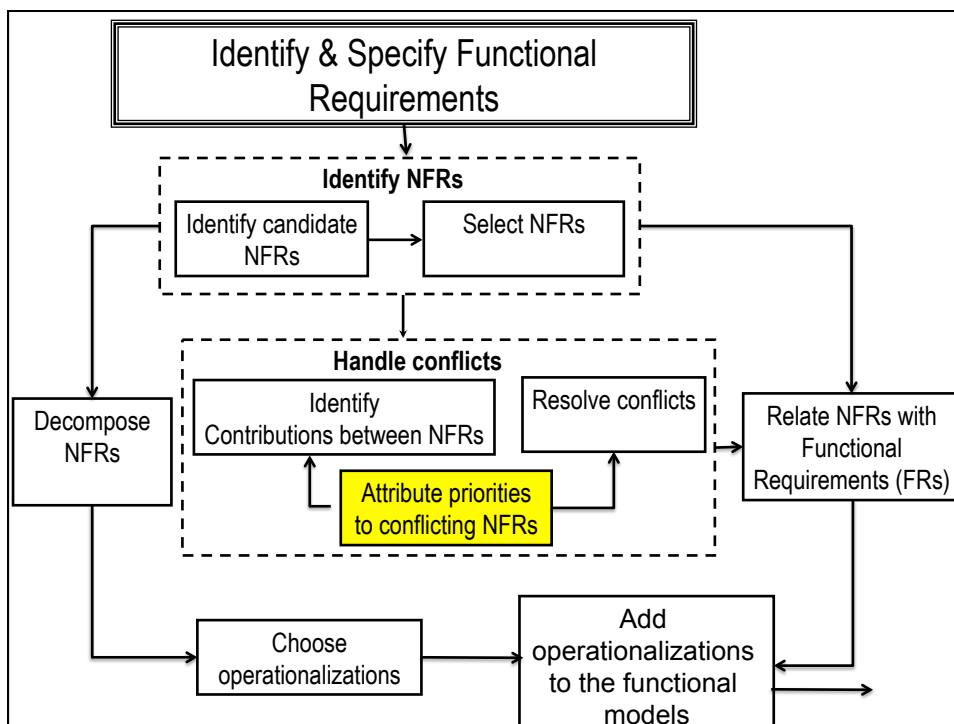 Identify & Specify Functional
Requirements
Identify NFRs
Identify candidate
NFRs
Select NFRs
Handle conflicts
Identify
Contributions between NFRs
Resolve conflicts
Attribute priorities
to conflicting NFRs
Decompose
NFRs
Relate NFRs with
Functional
Requirements (FRs)
Choose
operationalizations
Add
operationalizations
to the functional
models